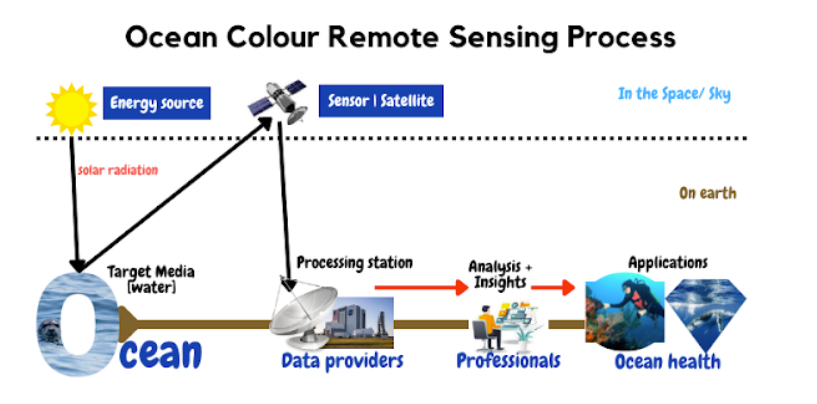 Ocean Colour Remote Sensing Process
Energy source
Sensor | Satellite
In the Space/ Sky
solar radiation
On earth
Target Media
[water]
Processing station
Analysis +
Insights
Applications
Ocean
Data providers
Professionals
Ocean health